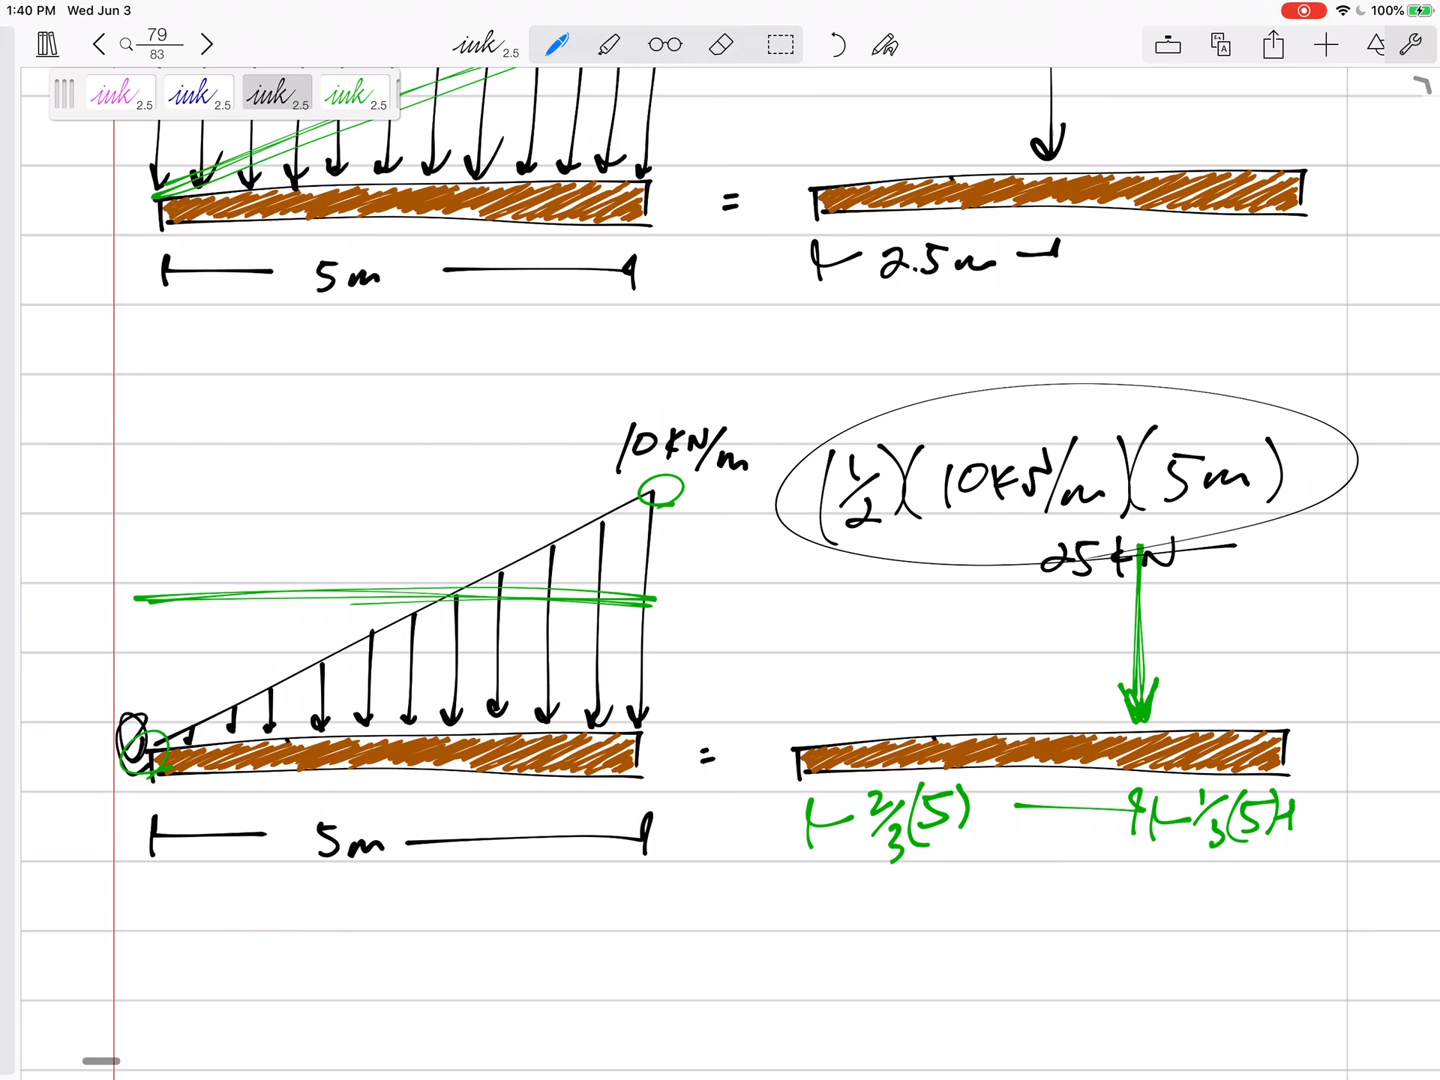 1:40 PM Wed Jun 3
100%
79
83
ink 2.5
ink 2.5
ink 2.5
ink 2.5
ink 2.5
=
5m
2.5m
10kN/m
(1/2)(10kN/m)(5m)
25kN
0
=
2/3(5)
1/3(5)
5m